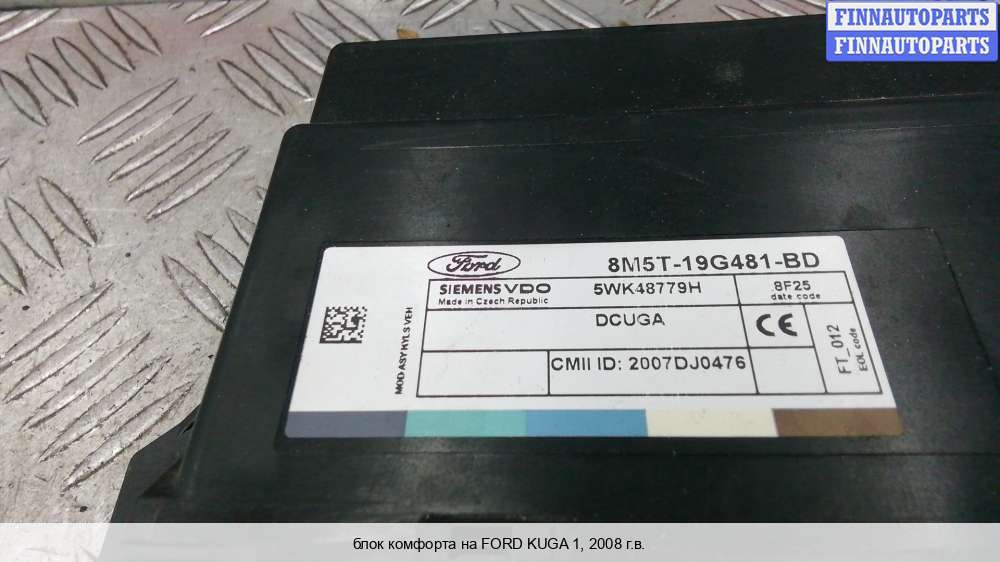 FINNAUTOPARTS
FINNAUTOPARTS
Ford
8M5T-19G481-BD
SIEMENS VDO
Made in Czech Republic
5WK48779H
8F25
date code
DCUGA
CMII ID: 2007DJ0476
CE
FT_012
EOL code
MOD ASY KYLS VEH
блок комфорта на FORD KUGA 1, 2008 г.в.